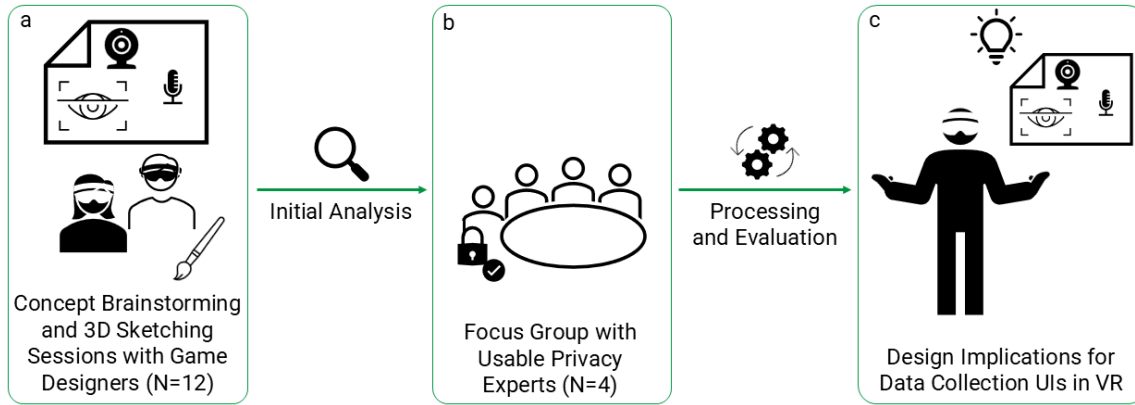 a
Concept Brainstorming
and 3D Sketching
Sessions with Game
Designers (N=12)
Initial Analysis
b
Focus Group with
Usable Privacy
Experts (N=4)
Processing
and Evaluation
c
Design Implications for
Data Collection UIs in VR